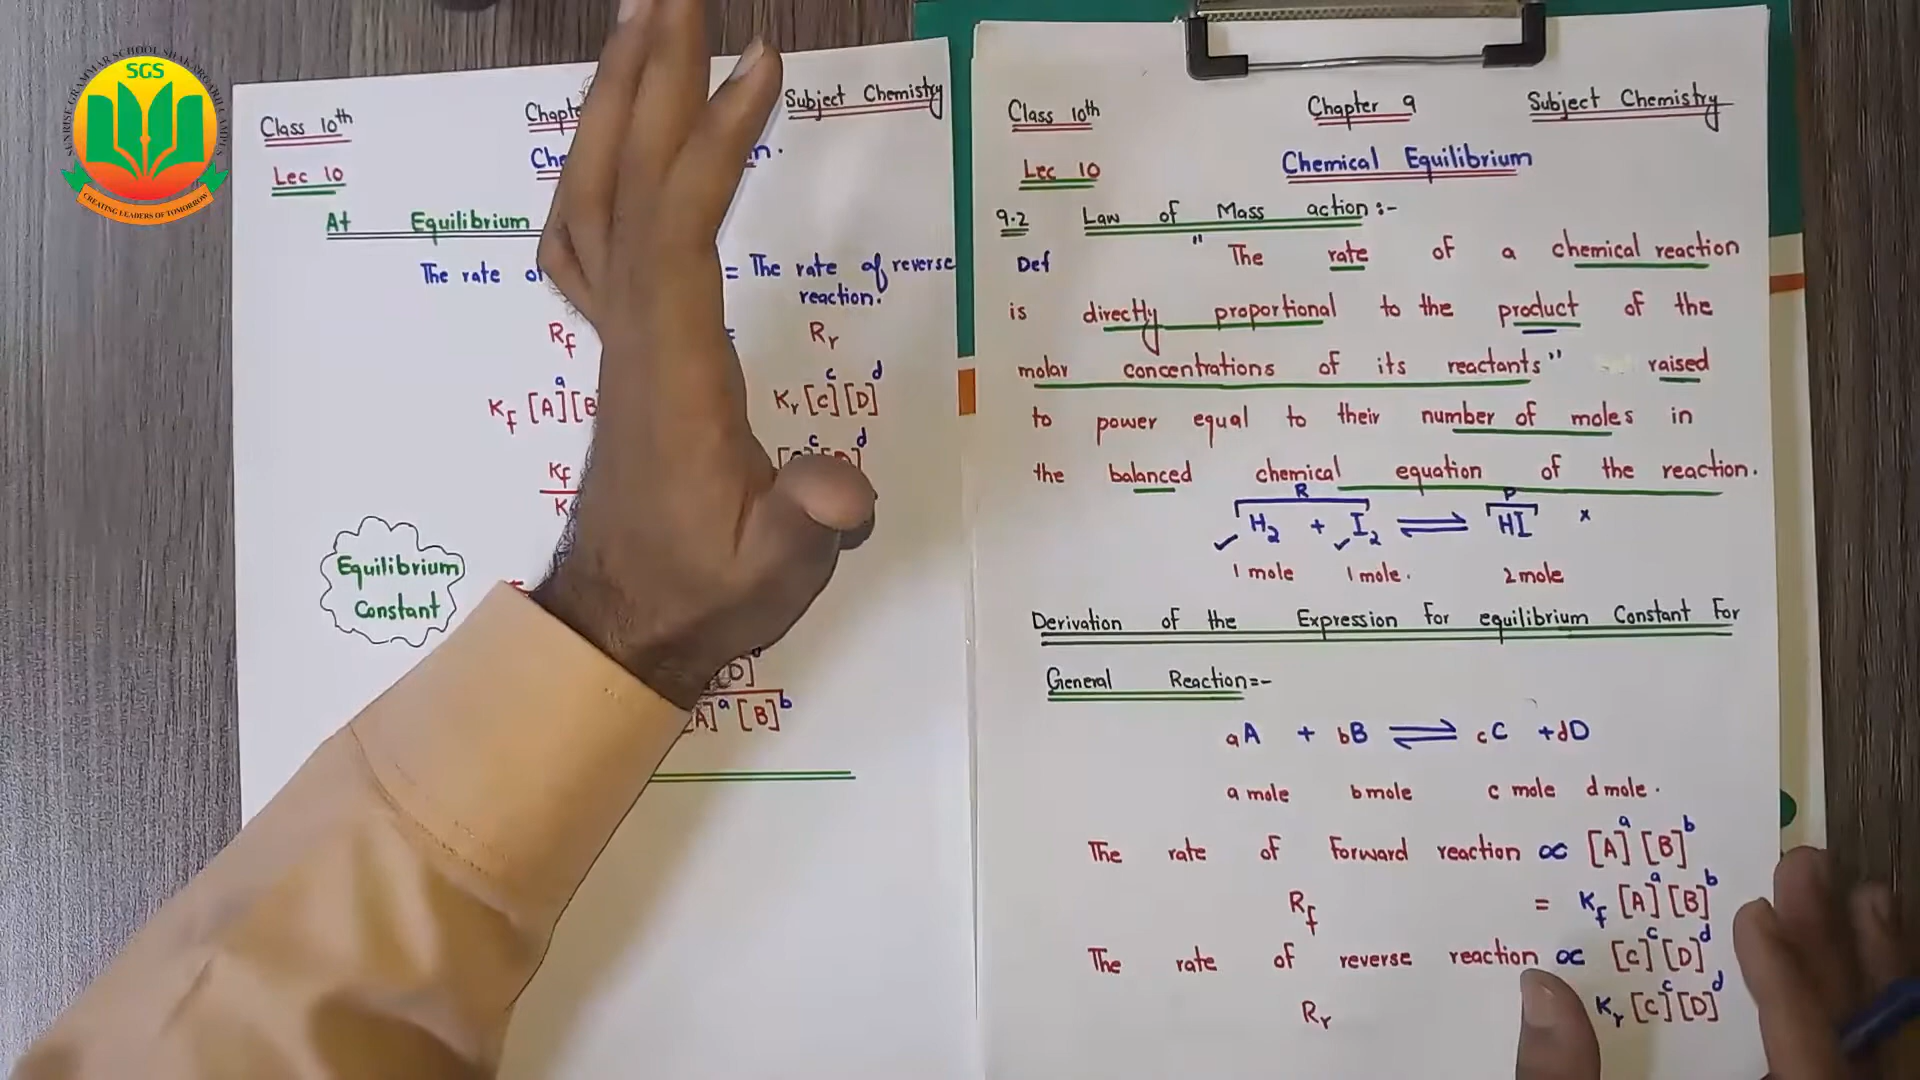 SUNRISE GRAMMAR SCHOOL SHAKARGARH CAMPUS
SGS
CREATING LEADERS OF TOMORROW
Class 10th
Subject Chemistry
Lec 10
At Equilibrium
The rate of = The rate of reverse
reaction.
Rf = Rr
Kf [A]^a [B] Kr [C]^c [D]^d
c d
Kf
K
Equilibrium
Constant
[D]
[A]^a [B]^b
Class 10th Chapter 9 Subject Chemistry
Lec 10 Chemical Equilibrium
9.2 Law of Mass action:-
Def "The rate of a chemical reaction
is directly proportional to the product of the
molar concentrations of its reactants" raised
to power equal to their number of moles in
the balanced chemical equation of the reaction.
R P
H2 + I2 ⇌ HI ×
1 mole 1 mole. 2 mole
Derivation of the Expression For equilibrium Constant For
General Reaction=-
aA + bB ⇌ cC + dD
a mole b mole c mole d mole.
The rate of Forward reaction ∝ [A]^a [B]^b
Rf = Kf [A]^a [B]^b
The rate of reverse reaction ∝ [C]^c [D]^d
Rr Kr [C]^c [D]^d